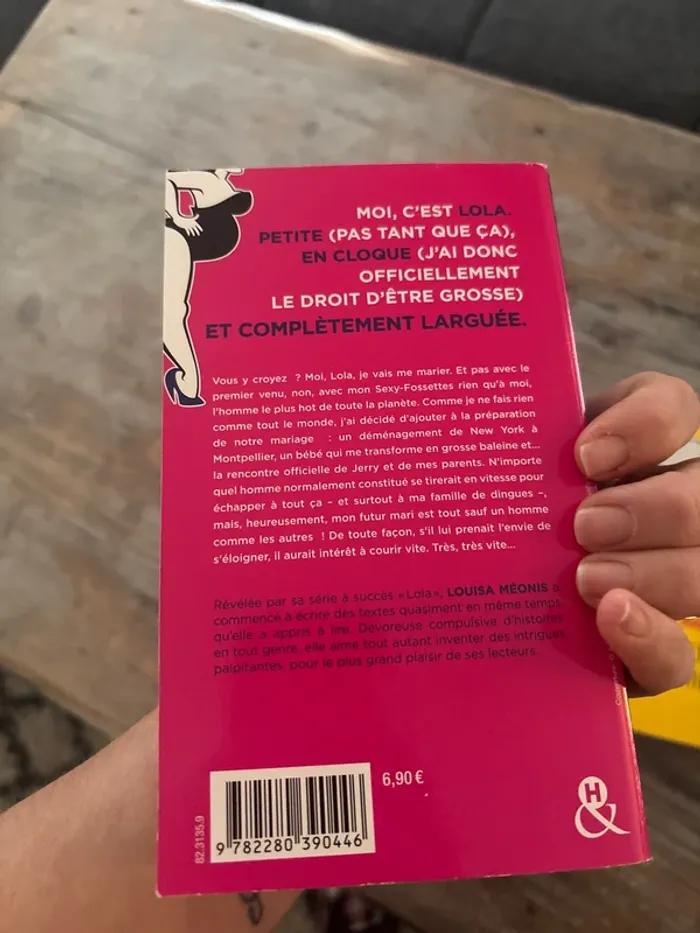 MOI, C'EST LOLA.
PETITE (PAS TANT QUE ÇA),
EN CLOQUE (J'AI DONC
OFFICIELLEMENT
LE DROIT D'ÊTRE GROSSE)
ET COMPLÈTEMENT LARGUÉE.
Vous y croyez ? Moi, Lola, je vais me marier. Et pas avec le
premier venu, non, avec mon Sexy-Fossettes rien qu'à moi,
l'homme le plus hot de toute la planète. Comme je ne fais rien
comme tout le monde, j'ai décidé d'ajouter à la préparation
de notre mariage : un déménagement de New York à
Montpellier, un bébé qui me transforme en grosse baleine et...
la rencontre officielle de Jerry et de mes parents. N'importe
quel homme normalement constitué se tirerait en vitesse pour
échapper à tout ça – et surtout à ma famille de dingues –,
mais, heureusement, mon futur mari est tout sauf un homme
comme les autres ! De toute façon, s'il lui prenait l'envie de
s'éloigner, il aurait intérêt à courir vite. Très, très vite...
Révélée par sa série à succès «Lola», LOUISA MÉONIS a
commencé à écrire des textes quasiment en même temps
qu'elle a appris à lire. Dévoreuse compulsive d'histoires
en tout genre, elle aime tout autant inventer des intrigues
palpitantes pour le plus grand plaisir de ses lecteurs.
6,90 €
82.3135.9
9 782280 390446
H
&